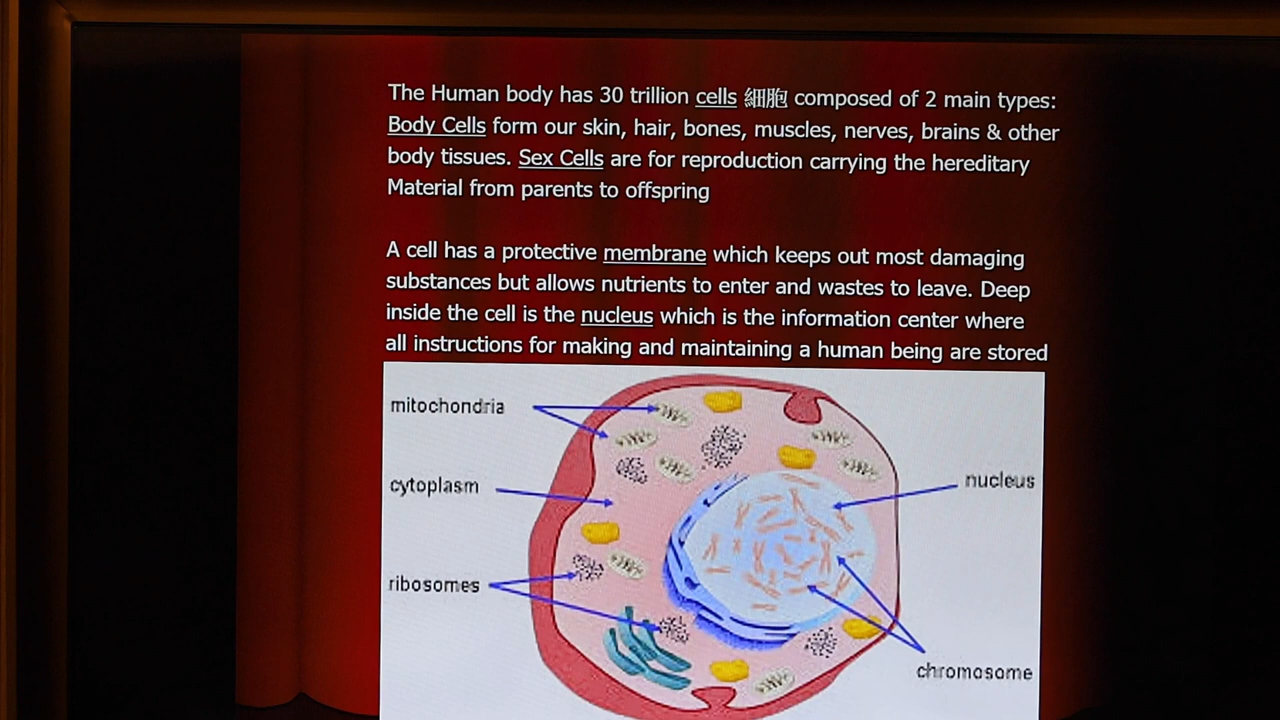 The Human body has 30 trillion cells 細胞 composed of 2 main types:
Body Cells form our skin, hair, bones, muscles, nerves, brains & other
body tissues. Sex Cells are for reproduction carrying the hereditary
Material from parents to offspring
A cell has a protective membrane which keeps out most damaging
substances but allows nutrients to enter and wastes to leave. Deep
inside the cell is the nucleus which is the information center where
all instructions for making and maintaining a human being are stored
mitochondria
cytoplasm
nucleus
ribosomes
chromosome